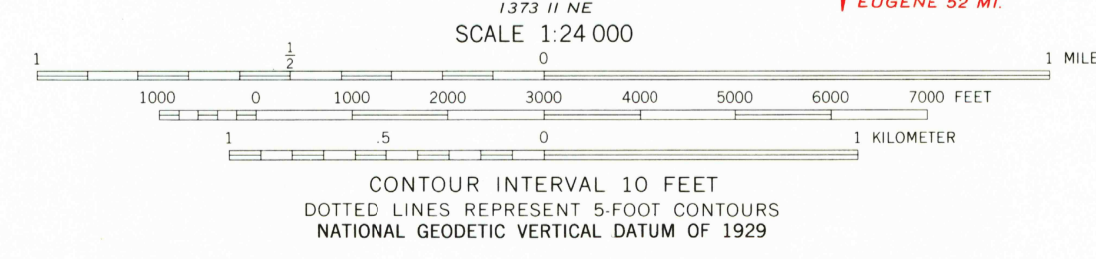 1373 II NE
EUGENE 52 MI.
SCALE 1:24 000
1 1/2 0 1 MILE
1000 0 1000 2000 3000 4000 5000 6000 7000 FEET
1 .5 0 1 KILOMETER
CONTOUR INTERVAL 10 FEET
DOTTED LINES REPRESENT 5-FOOT CONTOURS
NATIONAL GEODETIC VERTICAL DATUM OF 1929